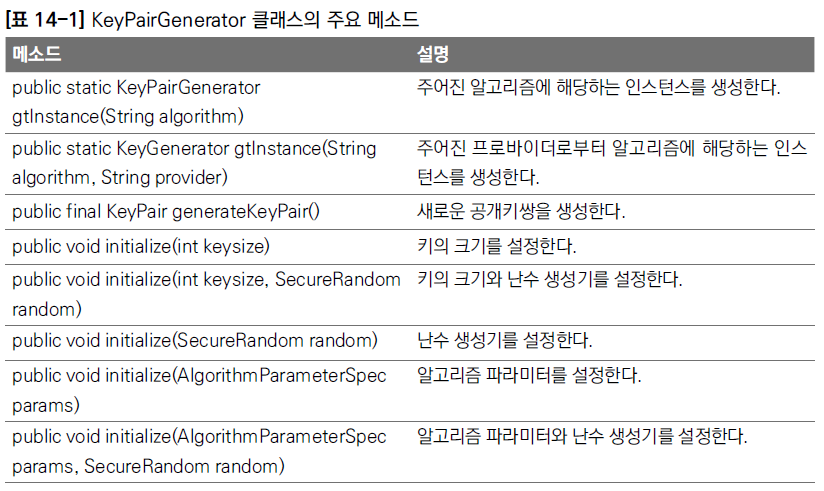 [표 14-1] KeyPairGenerator 클래스의 주요 메소드
메소드 설명
public static KeyPairGenerator
gtInstance(String algorithm)
주어진 알고리즘에 해당하는 인스턴스를 생성한다.
public static KeyGenerator gtInstance(String
algorithm, String provider)
주어진 프로바이더로부터 알고리즘에 해당하는 인스
턴스를 생성한다.
public final KeyPair generateKeyPair()
새로운 공개키쌍을 생성한다.
public void initialize(int keysize)
키의 크기를 설정한다.
public void initialize(int keysize, SecureRandom
random)
키의 크기와 난수 생성기를 설정한다.
public void initialize(SecureRandom random)
난수 생성기를 설정한다.
public void initialize(AlgorithmParameterSpec
params)
알고리즘 파라미터를 설정한다.
public void initialize(AlgorithmParameterSpec
params, SecureRandom random)
알고리즘 파라미터와 난수 생성기를 설정한다.